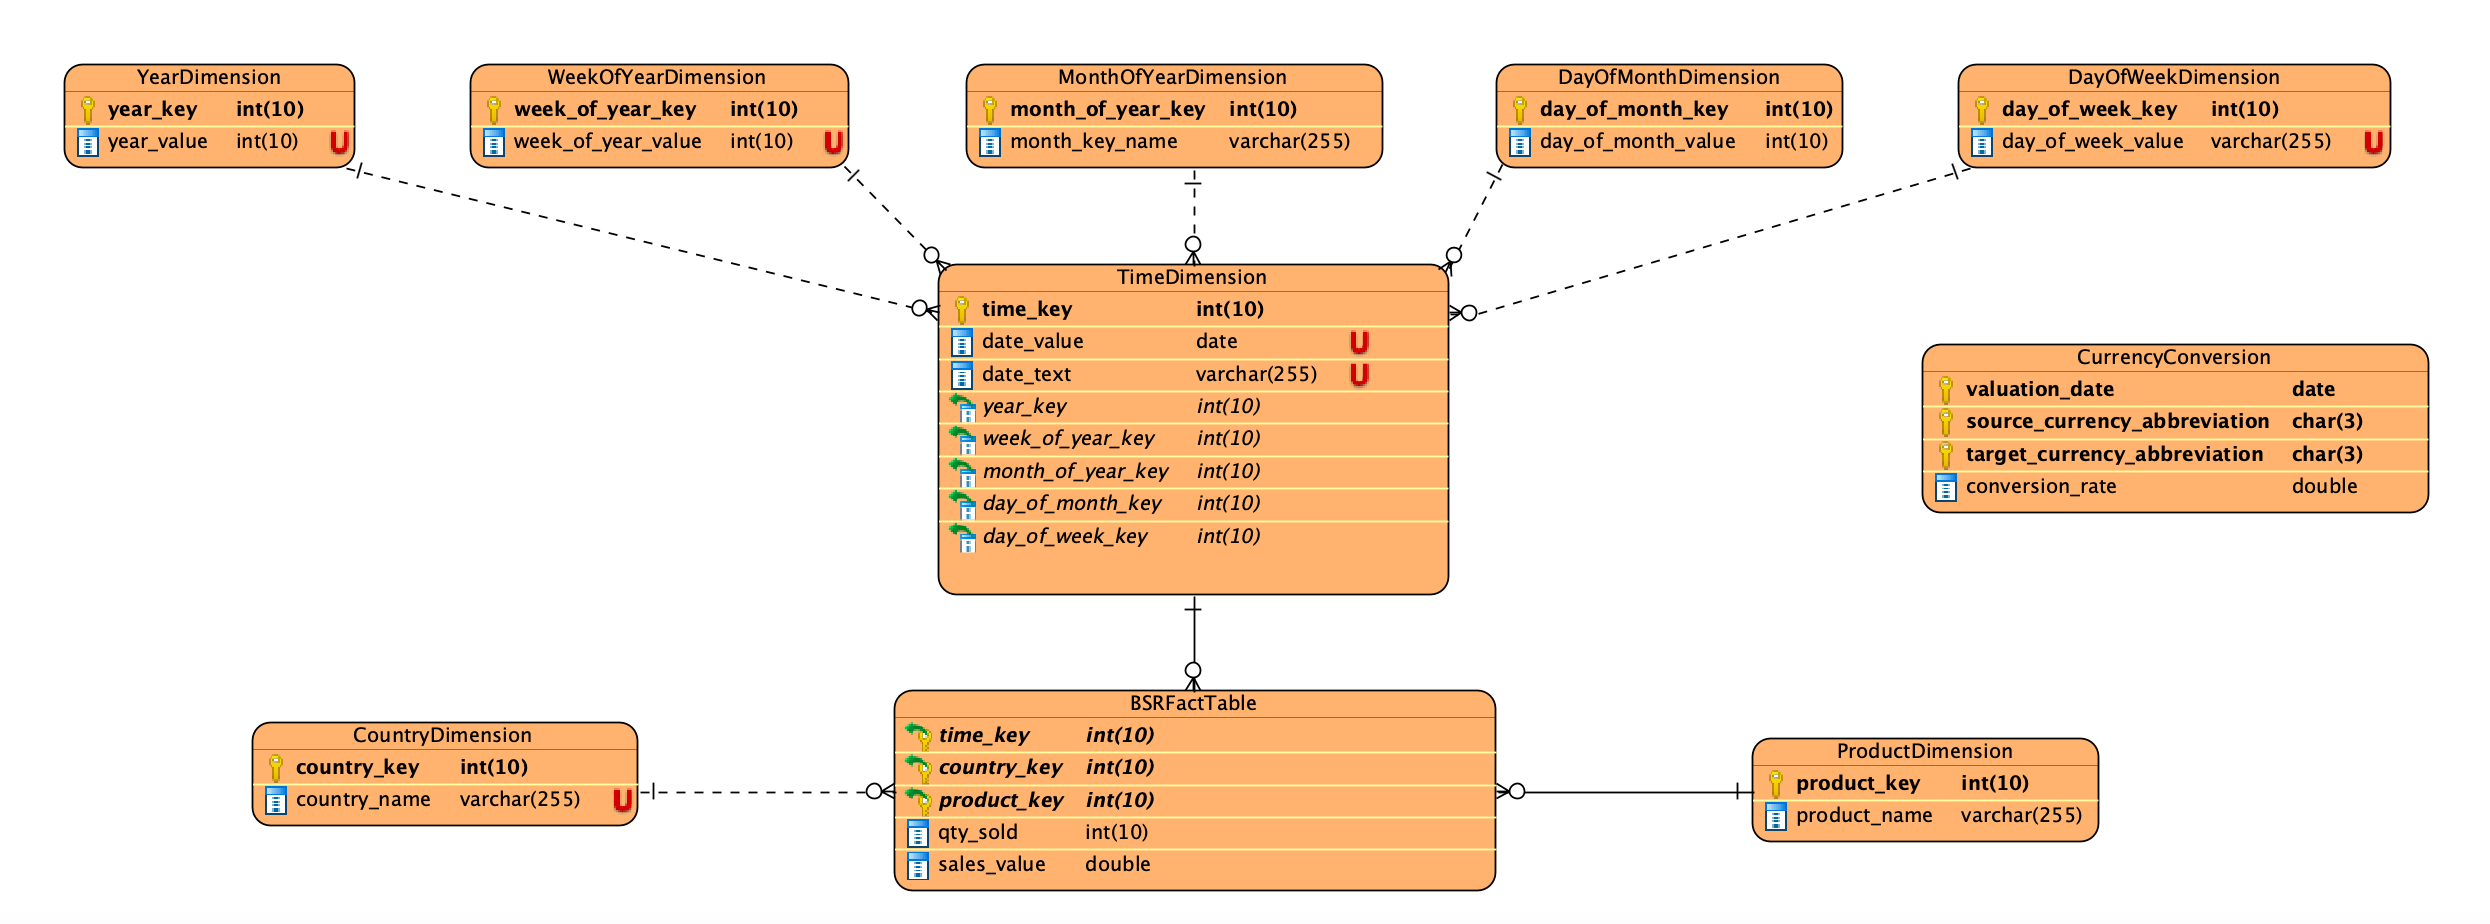 YearDimension
year_key int(10)
year_value int(10) U
WeekOfYearDimension
week_of_year_key int(10)
week_of_year_value int(10) U
MonthOfYearDimension
month_of_year_key int(10)
month_key_name varchar(255)
DayOfMonthDimension
day_of_month_key int(10)
day_of_month_value int(10)
DayOfWeekDimension
day_of_week_key int(10)
day_of_week_value varchar(255) U
TimeDimension
time_key int(10)
date_value date U
date_text varchar(255) U
year_key int(10)
week_of_year_key int(10)
month_of_year_key int(10)
day_of_month_key int(10)
day_of_week_key int(10)
CurrencyConversion
valuation_date date
source_currency_abbreviation char(3)
target_currency_abbreviation char(3)
conversion_rate double
CountryDimension
country_key int(10)
country_name varchar(255) U
BSRFactTable
time_key int(10)
country_key int(10)
product_key int(10)
qty_sold int(10)
sales_value double
ProductDimension
product_key int(10)
product_name varchar(255)